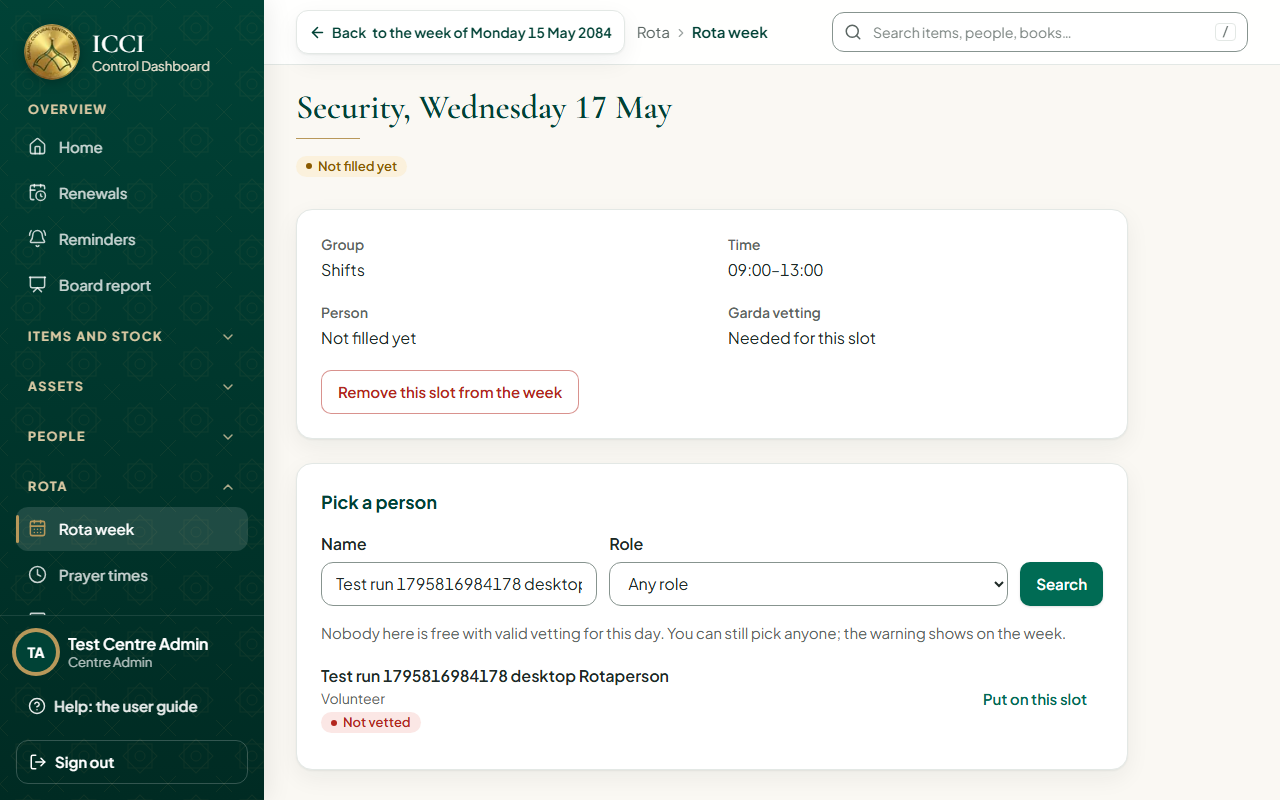 ICCI
Control Dashboard
OVERVIEW
Home
Renewals
Reminders
Board report
ITEMS AND STOCK
ASSETS
PEOPLE
ROTA
Rota week
Prayer times
TA
Test Centre Admin
Centre Admin
Help: the user guide
Sign out
Back to the week of Monday 15 May 2084
Rota > Rota week
Search items, people, books… /
Security, Wednesday 17 May
Not filled yet
Group
Shifts
Time
09:00–13:00
Person
Not filled yet
Garda vetting
Needed for this slot
Remove this slot from the week
Pick a person
Name
Test run 1795816984178 desktop
Role
Any role
Search
Nobody here is free with valid vetting for this day. You can still pick anyone; the warning shows on the week.
Test run 1795816984178 desktop Rotaperson
Volunteer
Not vetted
Put on this slot